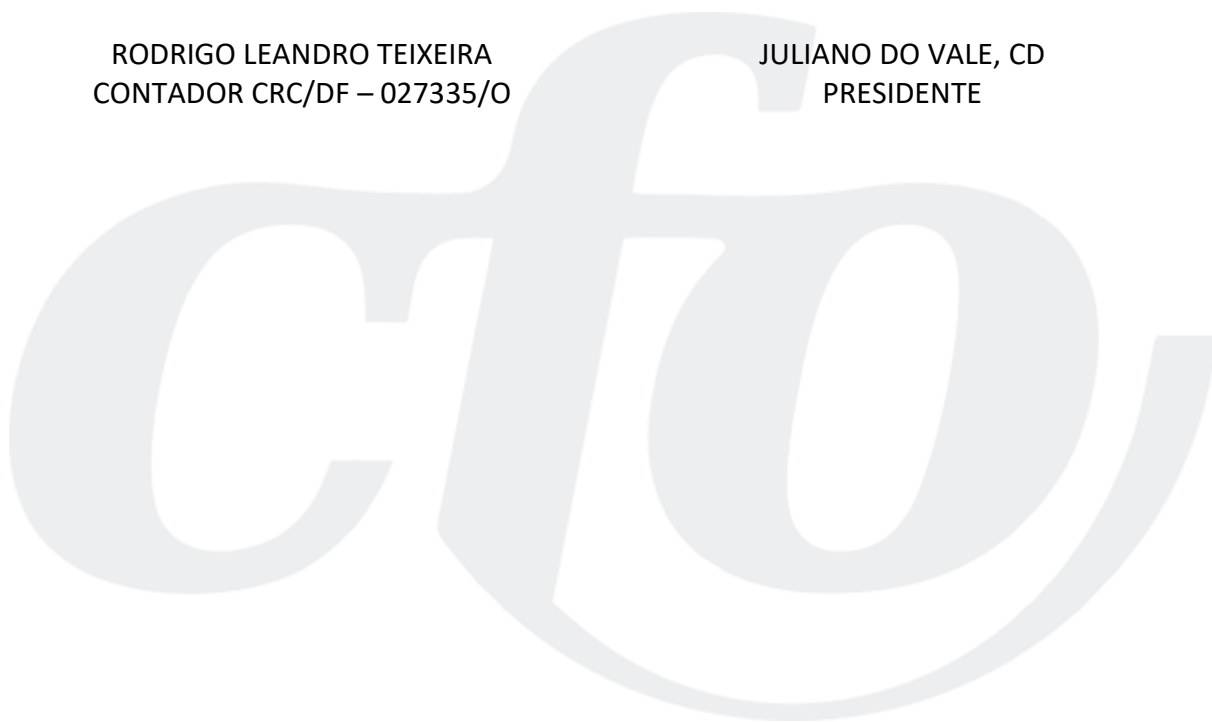 RODRIGO LEANDRO TEIXEIRA
CONTADOR CRC/DF – 027335/O
JULIANO DO VALE, CD
PRESIDENTE
cfo